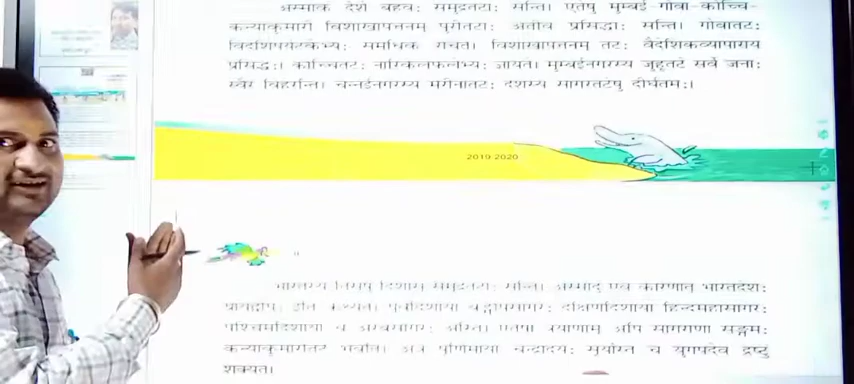 अस्माकं देशे बहवः समुद्रतटाः सन्ति। एतेषु मुम्बई-गोवा-कोच्चि-
कन्याकुमारी विशाखापत्तनम् पुरीतटाः अतीव प्रसिद्धाः सन्ति। गोवातटः
विदेशिपर्यटकेभ्यः समधिकं रोचते। विशाखापत्तनम् तटः वैदेशिकव्यापाराय
प्रसिद्धः। कोच्चितटः नारिकेलफलेभ्यः ज्ञायते। मुम्बईनगरस्य जुहूतटे सर्वे जनाः
स्वैरं विहरन्ति। चेन्नईनगरस्य मेरीनातटः देशस्य सागरतटेषु दीर्घतमः।
2019-2020
भारतस्य तिसृषु दिशासु समुद्रतटाः सन्ति। अस्माद् एव कारणात् भारतदेशः
प्रायद्वीपः इति कथ्यते। पूर्वदिशायां बङ्गोपसागरः दक्षिणदिशायां हिन्दमहासागरः
पश्चिमदिशायां च अरबसागरः अस्ति। एतेषां त्रयाणाम् अपि सागराणां सङ्गमः
कन्याकुमारीतटे भवति। अत्र पूर्णिमायां चन्द्रोदयः सूर्यास्तं च युगपदेव द्रष्टुं
शक्यते।